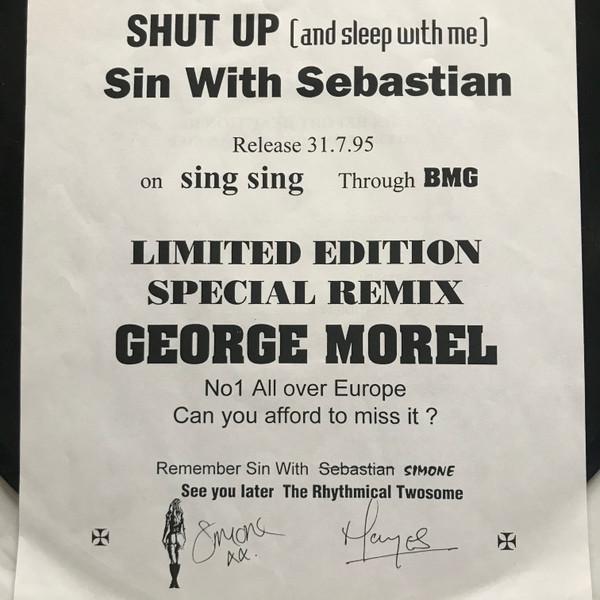 SHUT UP (and sleep with me)
Sin With Sebastian
Release 31.7.95
on sing sing Through BMG
LIMITED EDITION
SPECIAL REMIX
GEORGE MOREL
No1 All over Europe
Can you afford to miss it ?
Remember Sin With Sebastian SIMONE
See you later The Rhythmical Twosome
Simone Hayes
xx.